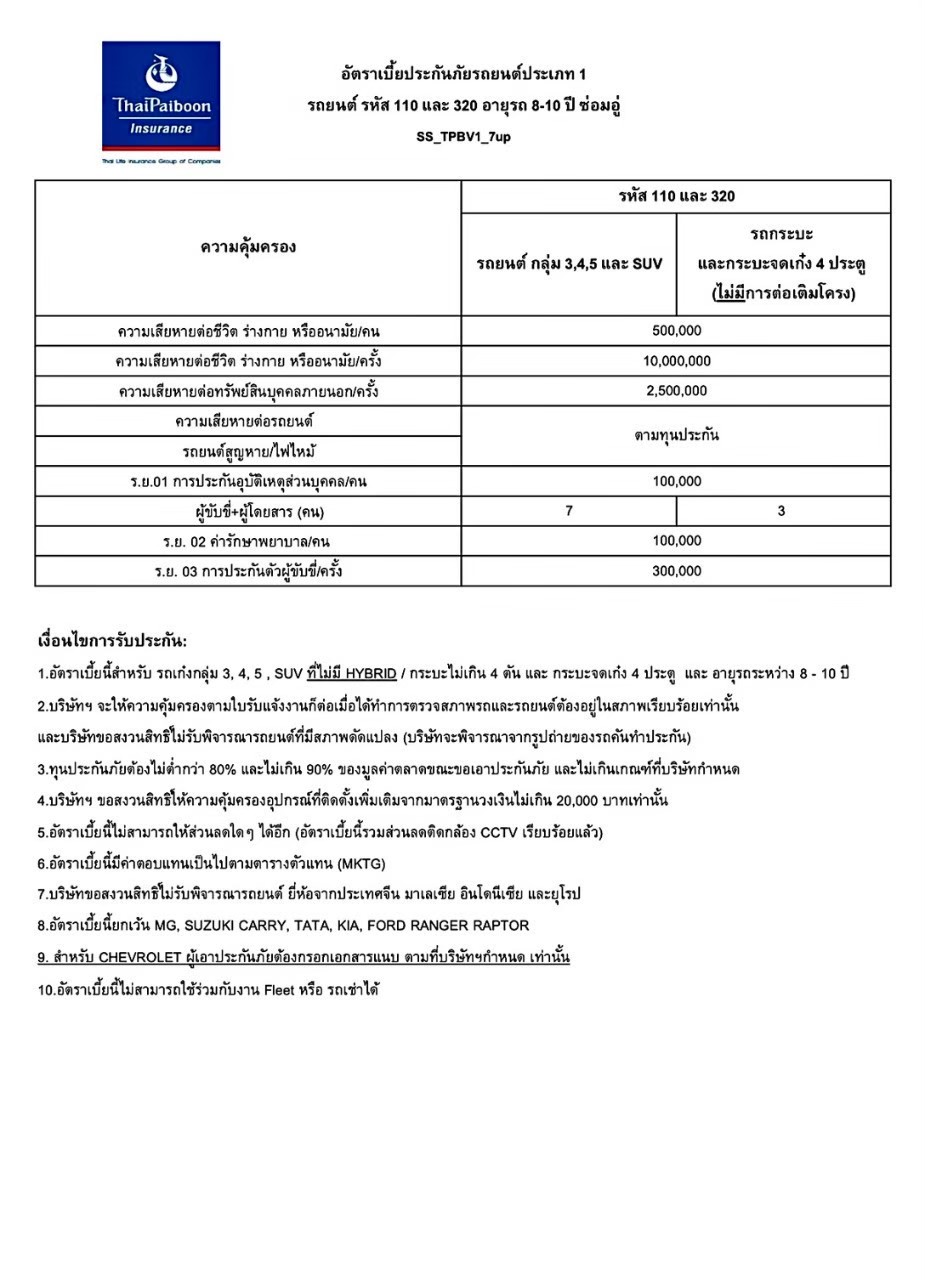 ThaiPaiboon
Insurance
Thai Life Insurance Group of Companies
อัตราเบี้ยประกันภัยรถยนต์ประเภท 1
รถยนต์ รหัส 110 และ 320 อายุรถ 8-10 ปี ซ่อมอู่
SS_TPBV1_7up
ความคุ้มครอง
รหัส 110 และ 320
รถยนต์ กลุ่ม 3,4,5 และ SUV
รถกระบะ
และกระบะจดเก๋ง 4 ประตู
(ไม่มีการต่อเติมโครง)
ความเสียหายต่อชีวิต ร่างกาย หรืออนามัย/คน 500,000
ความเสียหายต่อชีวิต ร่างกาย หรืออนามัย/ครั้ง 10,000,000
ความเสียหายต่อทรัพย์สินบุคคลภายนอก/ครั้ง 2,500,000
ความเสียหายต่อรถยนต์
ตามทุนประกัน
รถยนต์สูญหาย/ไฟไหม้
ร.ย.01 การประกันอุบัติเหตุส่วนบุคคล/คน 100,000
ผู้ขับขี่+ผู้โดยสาร (คน) 7 3
ร.ย. 02 ค่ารักษาพยาบาล/คน 100,000
ร.ย. 03 การประกันตัวผู้ขับขี่/ครั้ง 300,000
เงื่อนไขการรับประกัน:
1.อัตราเบี้ยนี้สำหรับ รถเก๋งกลุ่ม 3, 4, 5 , SUV ที่ไม่มี HYBRID / กระบะไม่เกิน 4 ตัน และ กระบะจดเก๋ง 4 ประตู และ อายุรถระหว่าง 8 - 10 ปี
2.บริษัทฯ จะให้ความคุ้มครองตามใบรับแจ้งงานก็ต่อเมื่อได้ทำการตรวจสภาพรถและรถยนต์ต้องอยู่ในสภาพเรียบร้อยเท่านั้น
และบริษัทขอสงวนสิทธิ์ไม่รับพิจารณารถยนต์ที่มีสภาพดัดแปลง (บริษัทจะพิจารณาจากรูปถ่ายของรถคันทำประกัน)
3.ทุนประกันภัยต้องไม่ต่ำกว่า 80% และไม่เกิน 90% ของมูลค่าตลาดขณะขอเอาประกันภัย และไม่เกินเกณฑ์ที่บริษัทกำหนด
4.บริษัทฯ ขอสงวนสิทธิ์ให้ความคุ้มครองอุปกรณ์ที่ติดตั้งเพิ่มเติมจากมาตรฐานวงเงินไม่เกิน 20,000 บาทเท่านั้น
5.อัตราเบี้ยนี้ไม่สามารถให้ส่วนลดใดๆ ได้อีก (อัตราเบี้ยนี้รวมส่วนลดติดกล้อง CCTV เรียบร้อยแล้ว)
6.อัตราเบี้ยนี้มีค่าตอบแทนเป็นไปตามตารางตัวแทน (MKTG)
7.บริษัทขอสงวนสิทธิ์ไม่รับพิจารณารถยนต์ ยี่ห้อจากประเทศจีน มาเลเซีย อินโดนีเซีย และยุโรป
8.อัตราเบี้ยนี้ยกเว้น MG, SUZUKI CARRY, TATA, KIA, FORD RANGER RAPTOR
9. สำหรับ CHEVROLET ผู้เอาประกันภัยต้องกรอกเอกสารแนบ ตามที่บริษัทฯกำหนด เท่านั้น
10.อัตราเบี้ยนี้ไม่สามารถใช้ร่วมกับงาน Fleet หรือ รถเช่าได้